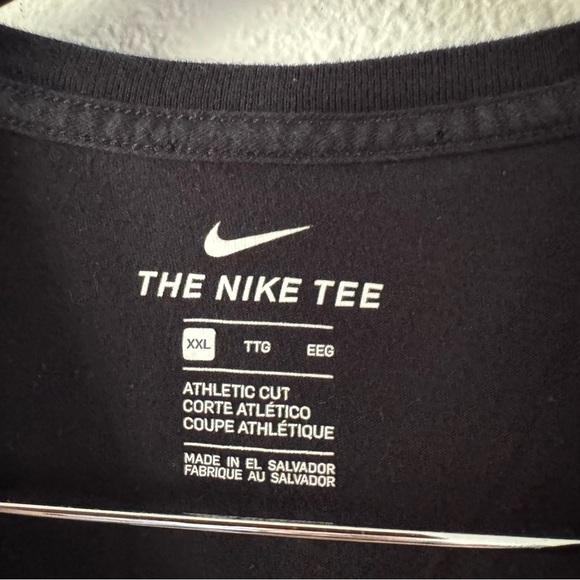 THE NIKE TEE
XXL TTG EEG
ATHLETIC CUT
CORTE ATLÉTICO
COUPE ATHLÉTIQUE
MADE IN EL SALVADOR
FABRIQUE AU SALVADOR